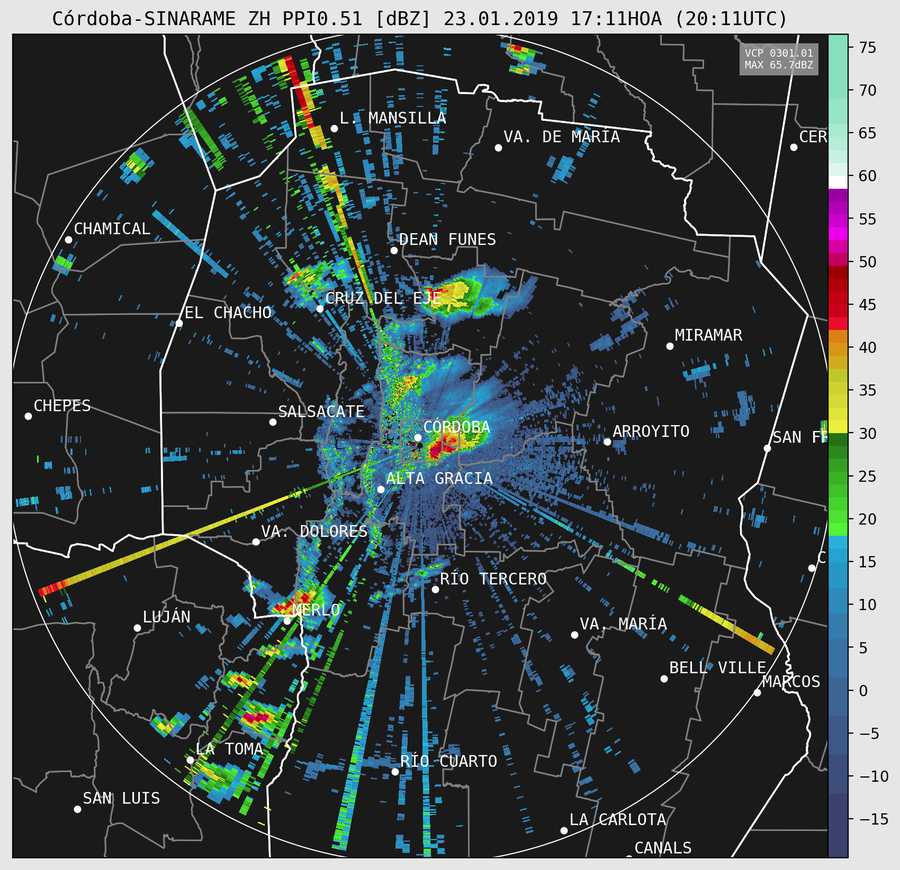 Córdoba-SINARAME ZH PPI0.51 [dBZ] 23.01.2019 17:11HOA (20:11UTC)
VCP 0301.01
MAX 65.7dBZ
75
70
65
60
55
50
45
40
35
30
25
20
15
10
5
0
−5
−10
−15
L. MANSILLA
VA. DE MARÍA
CER
CHAMICAL
DEAN FUNES
CRUZ DEL EJE
EL CHACHO
MIRAMAR
CHEPES
SALSACATE
CÓRDOBA
ARROYITO
SAN FR
ALTA GRACIA
VA. DOLORES
C
RÍO TERCERO
LUJÁN
MERLO
VA. MARÍA
BELL VILLE
MARCOS
LA TOMA
RÍO CUARTO
SAN LUIS
LA CARLOTA
CANALS